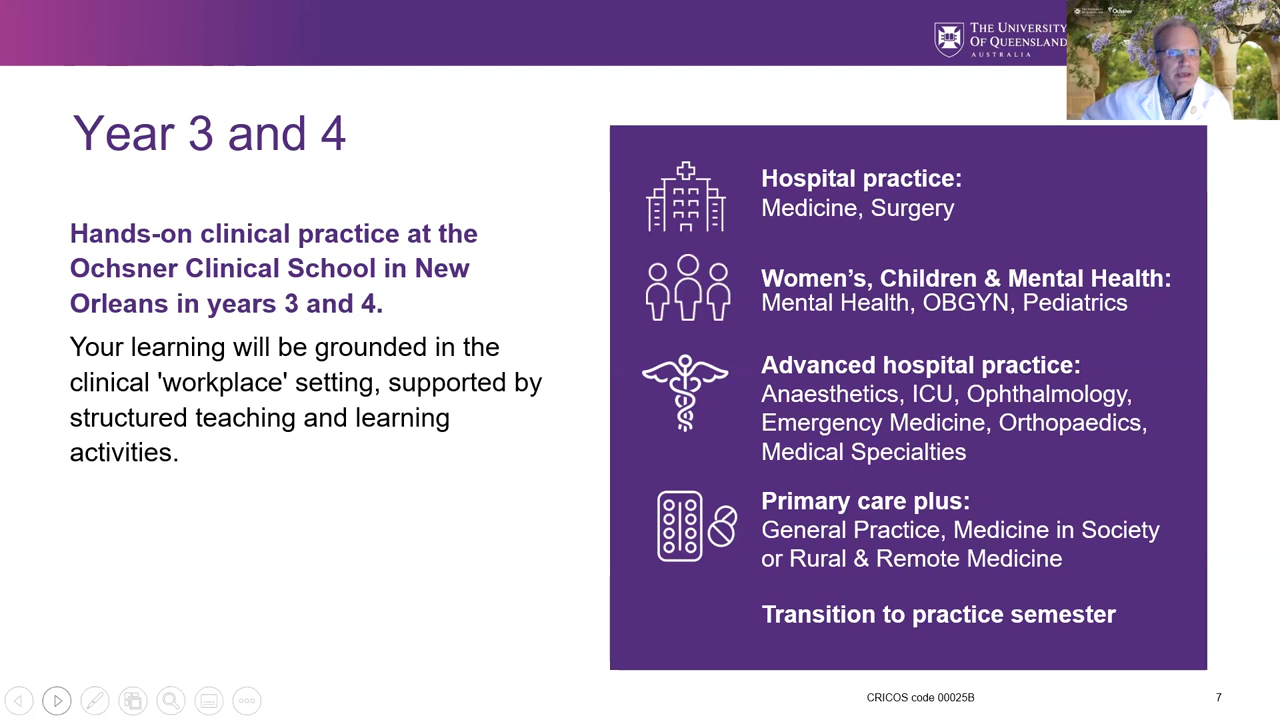 THE UNIVERSITY
OF QUEENSLAND
AUSTRALIA
Ochsner
Year 3 and 4
Hands-on clinical practice at the
Ochsner Clinical School in New
Orleans in years 3 and 4.
Your learning will be grounded in the
clinical 'workplace' setting, supported by
structured teaching and learning
activities.
Hospital practice:
Medicine, Surgery
Women’s, Children & Mental Health:
Mental Health, OBGYN, Pediatrics
Advanced hospital practice:
Anaesthetics, ICU, Ophthalmology,
Emergency Medicine, Orthopaedics,
Medical Specialties
Primary care plus:
General Practice, Medicine in Society
or Rural & Remote Medicine
Transition to practice semester
CRICOS code 00025B
7